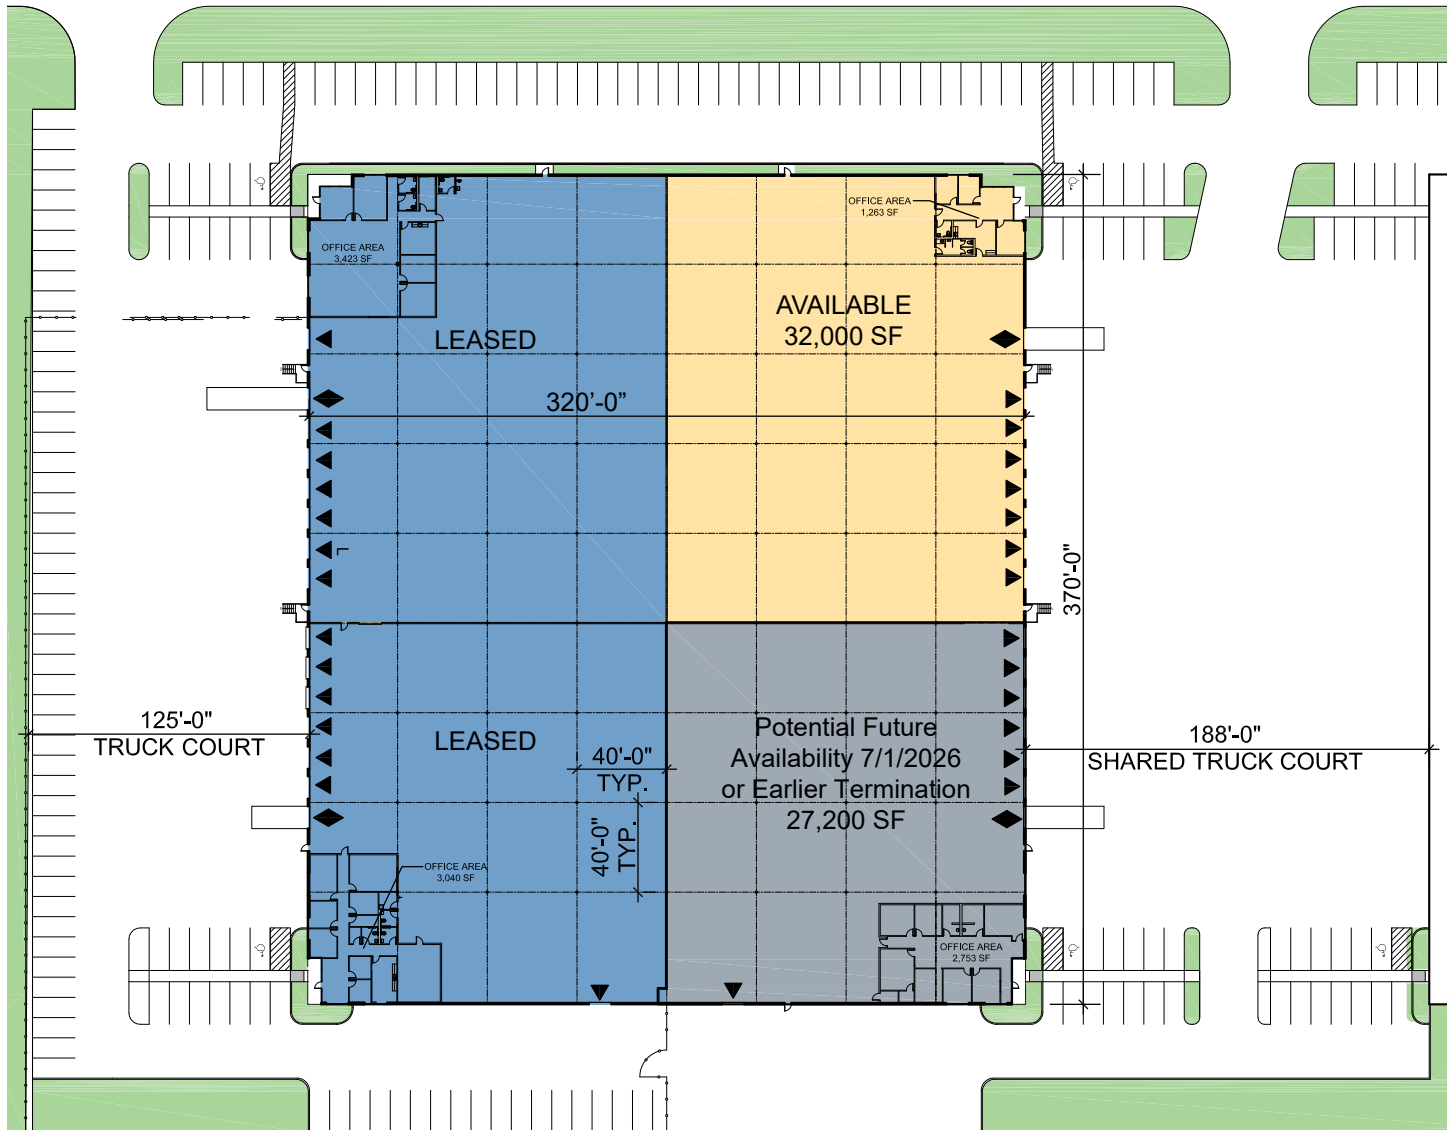 OFFICE AREA
1,263 SF
OFFICE AREA
3,423 SF
AVAILABLE
32,000 SF
LEASED
320'-0"
370'-0"
125'-0"
TRUCK COURT
LEASED
40'-0"
TYP.
40'-0"
TYP.
Potential Future
Availability 7/1/2026
or Earlier Termination
27,200 SF
188'-0"
SHARED TRUCK COURT
OFFICE AREA
3,040 SF
OFFICE AREA
2,753 SF